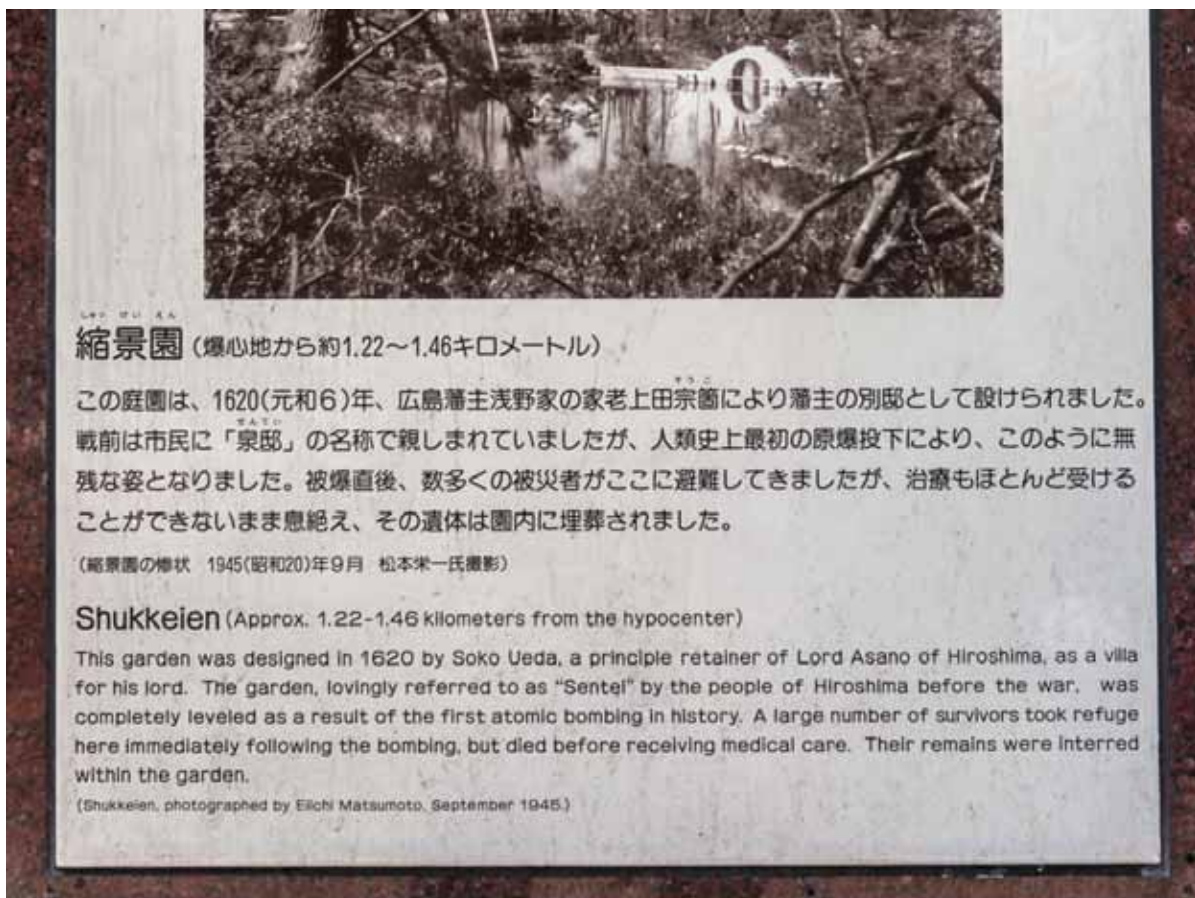 しゅっ けい えん
縮景園(爆心地から約1.22〜1.46キロメートル)
そうこ
この庭園は、1620(元和6)年、広島藩主浅野家の家老上田宗箇により藩主の別邸として設けられました。
せんてい
戦前は市民に「泉邸」の名称で親しまれていましたが、人類史上最初の原爆投下により、このように無
残な姿となりました。被爆直後、数多くの被災者がここに避難してきましたが、治療もほとんど受ける
ことができないまま息絶え、その遺体は園内に埋葬されました。
(縮景園の惨状 1945(昭和20)年9月 松本栄一氏撮影)
Shukkeien (Approx. 1.22-1.46 kilometers from the hypocenter)
This garden was designed in 1620 by Soko Ueda, a principle retainer of Lord Asano of Hiroshima, as a villa
for his lord. The garden, lovingly referred to as "Sentei" by the people of Hiroshima before the war, was
completely leveled as a result of the first atomic bombing in history. A large number of survivors took refuge
here immediately following the bombing, but died before receiving medical care. Their remains were interred
within the garden.
(Shukkeien, photographed by Eiichi Matsumoto, September 1945.)